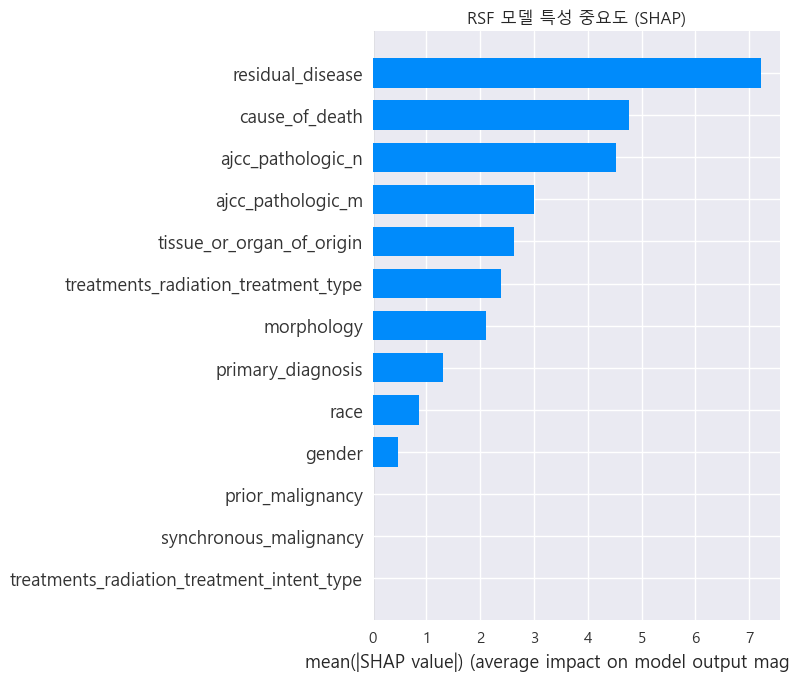 RSF 모델 특성 중요도 (SHAP)
residual_disease
cause_of_death
ajcc_pathologic_n
ajcc_pathologic_m
tissue_or_organ_of_origin
treatments_radiation_treatment_type
morphology
primary_diagnosis
race
gender
prior_malignancy
synchronous_malignancy
treatments_radiation_treatment_intent_type
0 1 2 3 4 5 6 7
mean(|SHAP value|) (average impact on model output mag